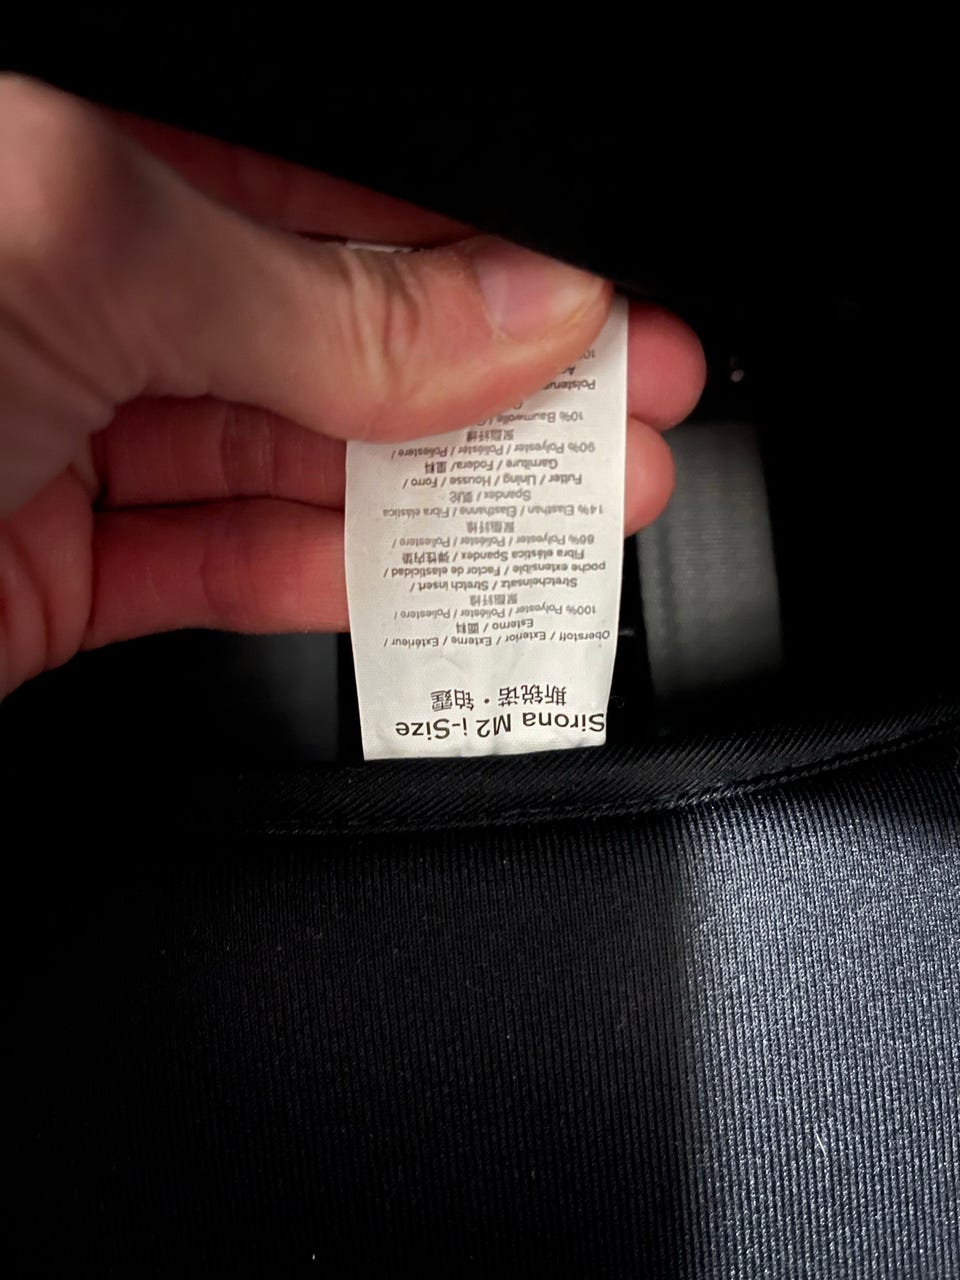 Sirona M2 i-Size
斯锐诺·铂霆
Oberstoff / Exterior / Externe / Extérieur /
Esterno / 面料
100% Polyester / Poliéster / Poliestere /
聚酯纤维
Stretcheinsatz / Stretch insert /
poche extensible / Factor de elasticidad /
Fibra elástica Spandex / 弹性内垫
86% Polyester / Poliéster / Poliestere /
聚酯纤维
14% Elasthan / Elasthanne / Fibra elástica
Spandex / 氨纶
Futter / Lining / Housse / Forro /
Garniture / Fodera/ 里料
90% Polyester / Poliéster / Poliestere /
聚酯纤维
10% Baumwolle /